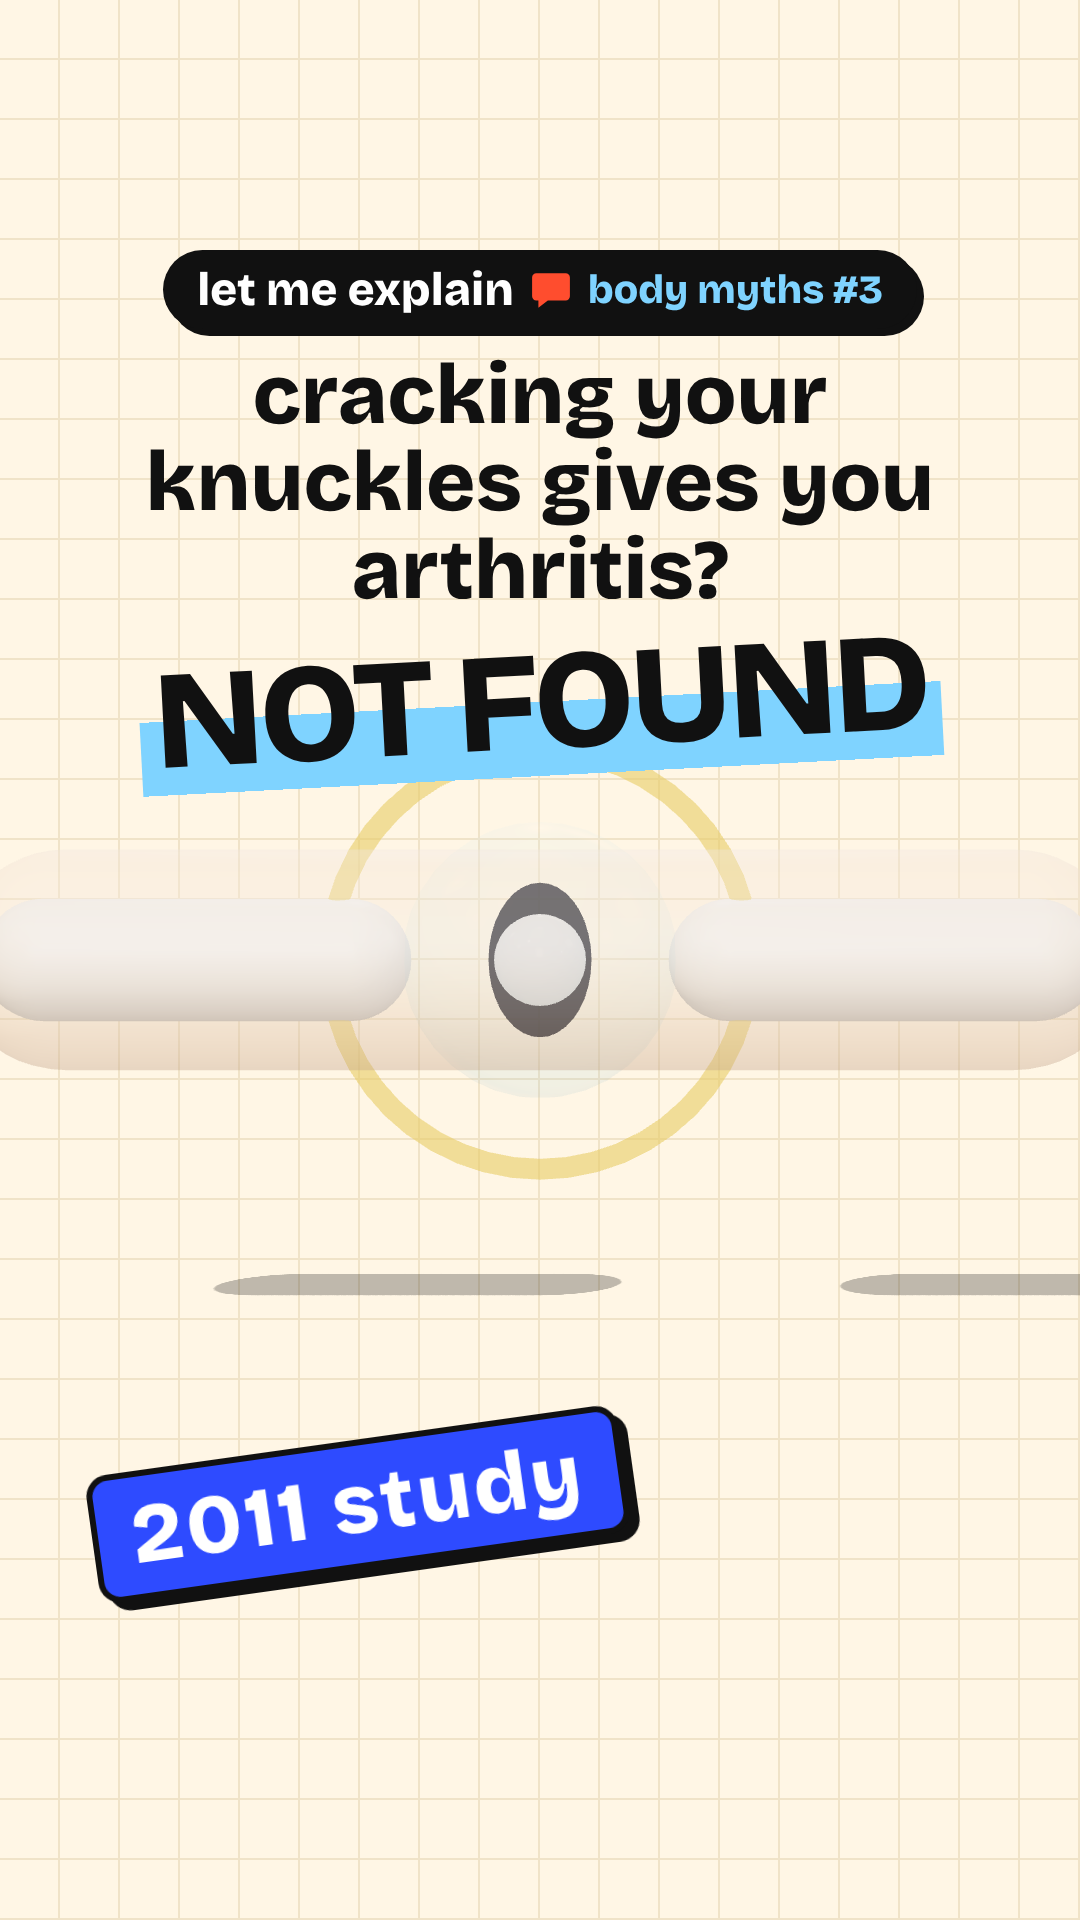 let me explain body myths #3
cracking your
knuckles gives you
arthritis?
NOT FOUND
2011 study